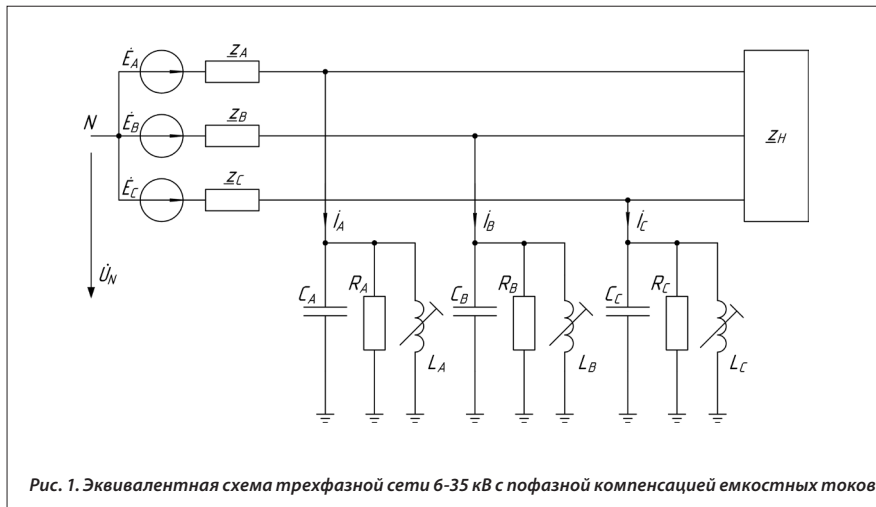 Ė_A z_A
N Ė_B z_B z_H
Ė_C z_C
U̇_N İ_A İ_B İ_C
C_A R_A L_A C_B R_B L_B C_C R_C L_C
Рис. 1. Эквивалентная схема трехфазной сети 6-35 кВ с пофазной компенсацией емкостных токов